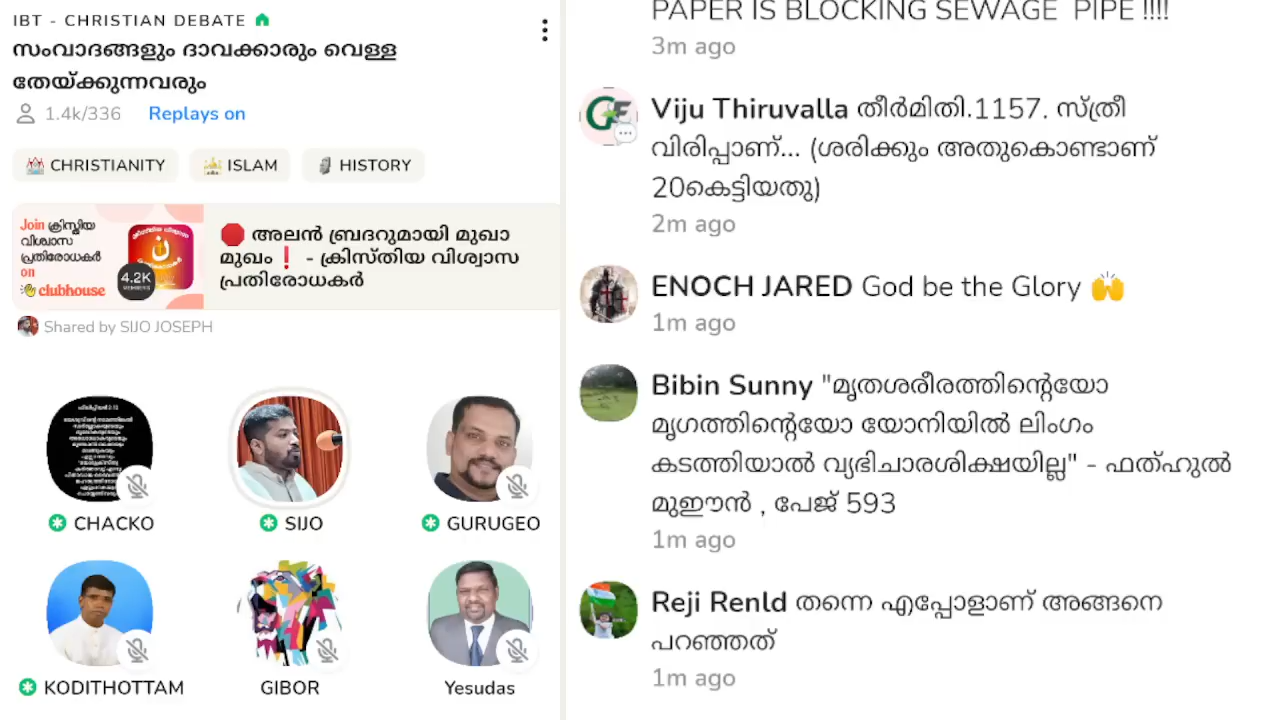 IBT - CHRISTIAN DEBATE
സംവാദങ്ങളും ദാവക്കാരും വെള്ള
തേയ്ക്കുന്നവരും
1.4k/336 Replays on
CHRISTIANITY ISLAM HISTORY
Join ക്രിസ്തീയ
വിശ്വാസ
പ്രതിരോധകർ
on
clubhouse
4.2K
MEMBERS
അലൻ ബ്രദറുമായി മുഖാ
മുഖം❗ - ക്രിസ്തിയ വിശ്വാസ
പ്രതിരോധകർ
Shared by SIJO JOSEPH
CHACKO SIJO GURUGEO
KODITHOTTAM GIBOR Yesudas
PAPER IS BLOCKING SEWAGE PIPE !!!!
3m ago
Viju Thiruvalla തീർമിതി.1157. സ്ത്രീ
വിരിപ്പാണ്... (ശരിക്കും അതുകൊണ്ടാണ്
20കെട്ടിയതു)
2m ago
ENOCH JARED God be the Glory 🙌
1m ago
Bibin Sunny "മൃതശരീരത്തിന്റെയോ
മൃഗത്തിന്റെയോ യോനിയിൽ ലിംഗം
കടത്തിയാൽ വ്യഭിചാരശിക്ഷയില്ല" - ഫത്ഹുൽ
മുഈൻ , പേജ് 593
1m ago
Reji Renld തന്നെ എപ്പോളാണ് അങ്ങനെ
പറഞ്ഞത്
1m ago